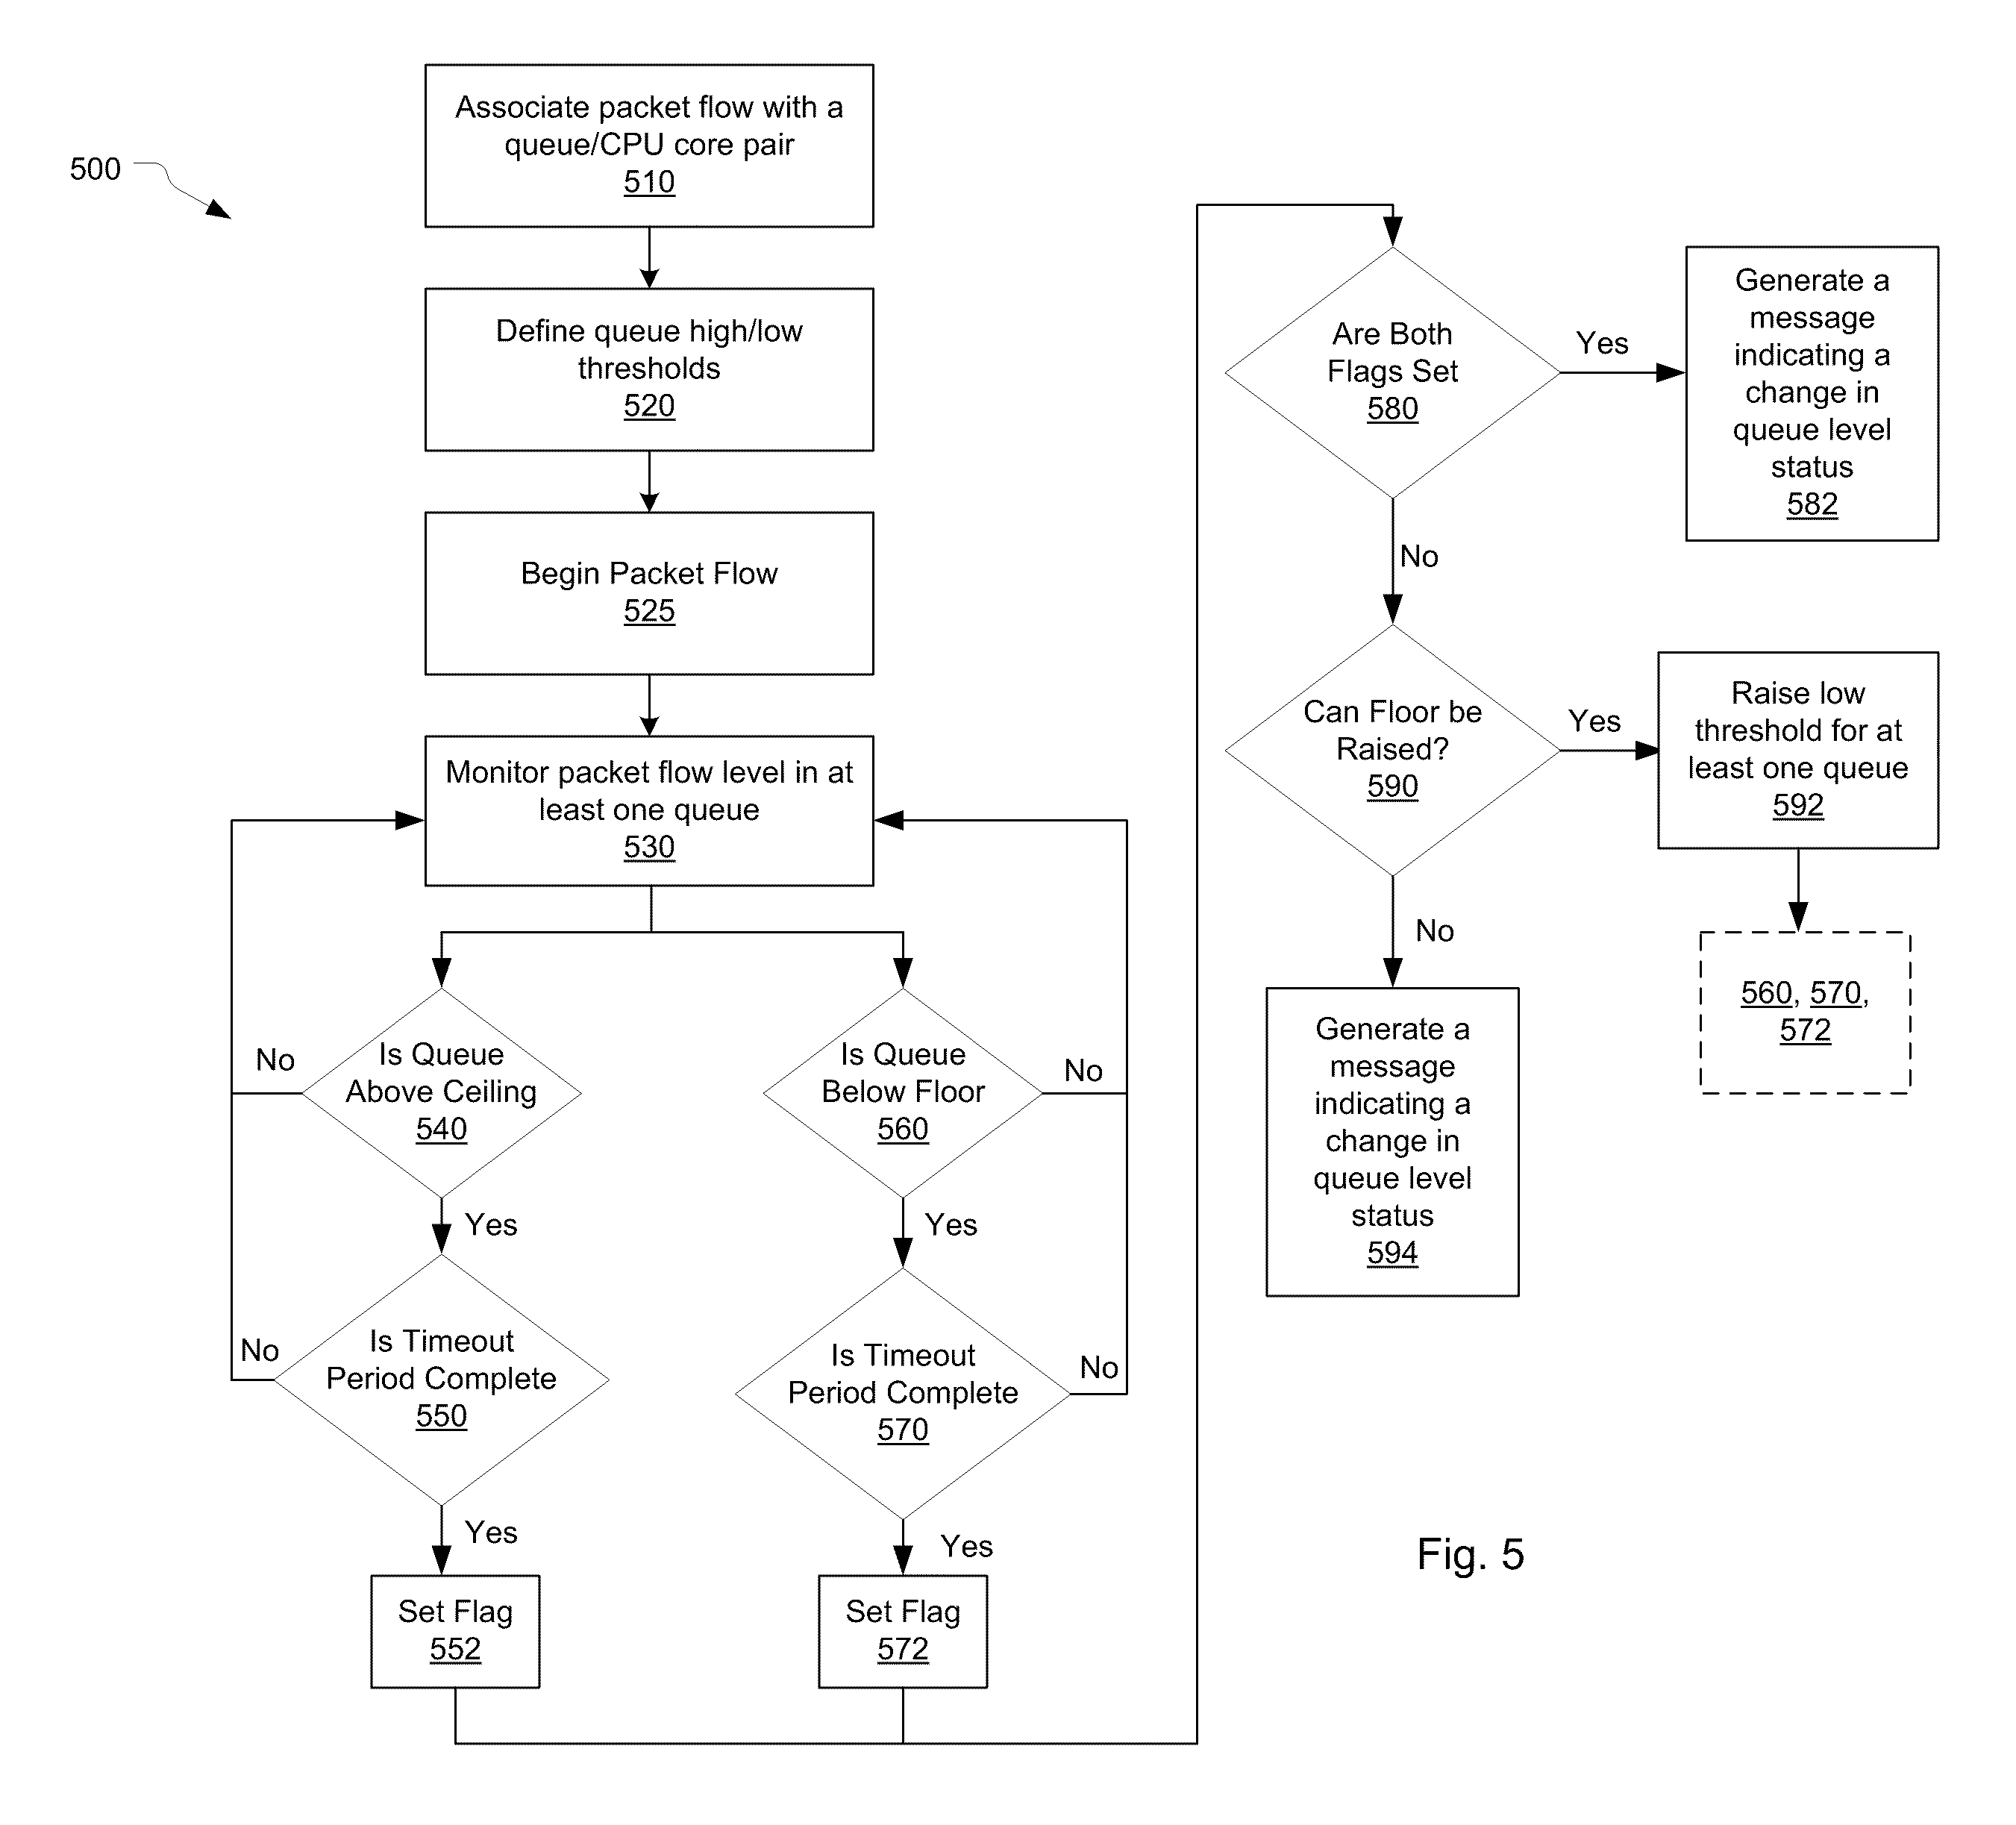 500
Associate packet flow with a
queue/CPU core pair
510
Define queue high/low
thresholds
520
Begin Packet Flow
525
Monitor packet flow level in at
least one queue
530
Is Queue
Above Ceiling
540
No
Yes
Is Timeout
Period Complete
550
No
Yes
Set Flag
552
Is Queue
Below Floor
560
No
Yes
Is Timeout
Period Complete
570
No
Yes
Set Flag
572
Are Both
Flags Set
580
Yes
Generate a
message
indicating a
change in
queue level
status
582
No
Can Floor be
Raised?
590
Yes
Raise low
threshold for at
least one queue
592
560, 570,
572
No
Generate a
message
indicating a
change in
queue level
status
594
Fig. 5